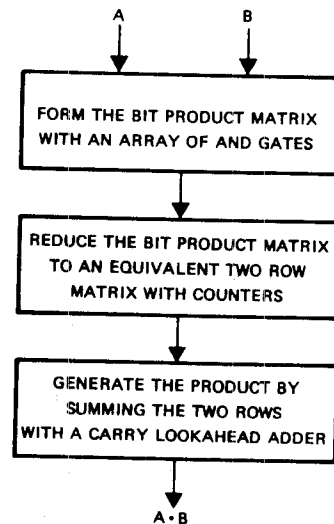 A B
FORM THE BIT PRODUCT MATRIX
WITH AN ARRAY OF AND GATES
REDUCE THE BIT PRODUCT MATRIX
TO AN EQUIVALENT TWO ROW
MATRIX WITH COUNTERS
GENERATE THE PRODUCT BY
SUMMING THE TWO ROWS
WITH A CARRY LOOKAHEAD ADDER
A • B